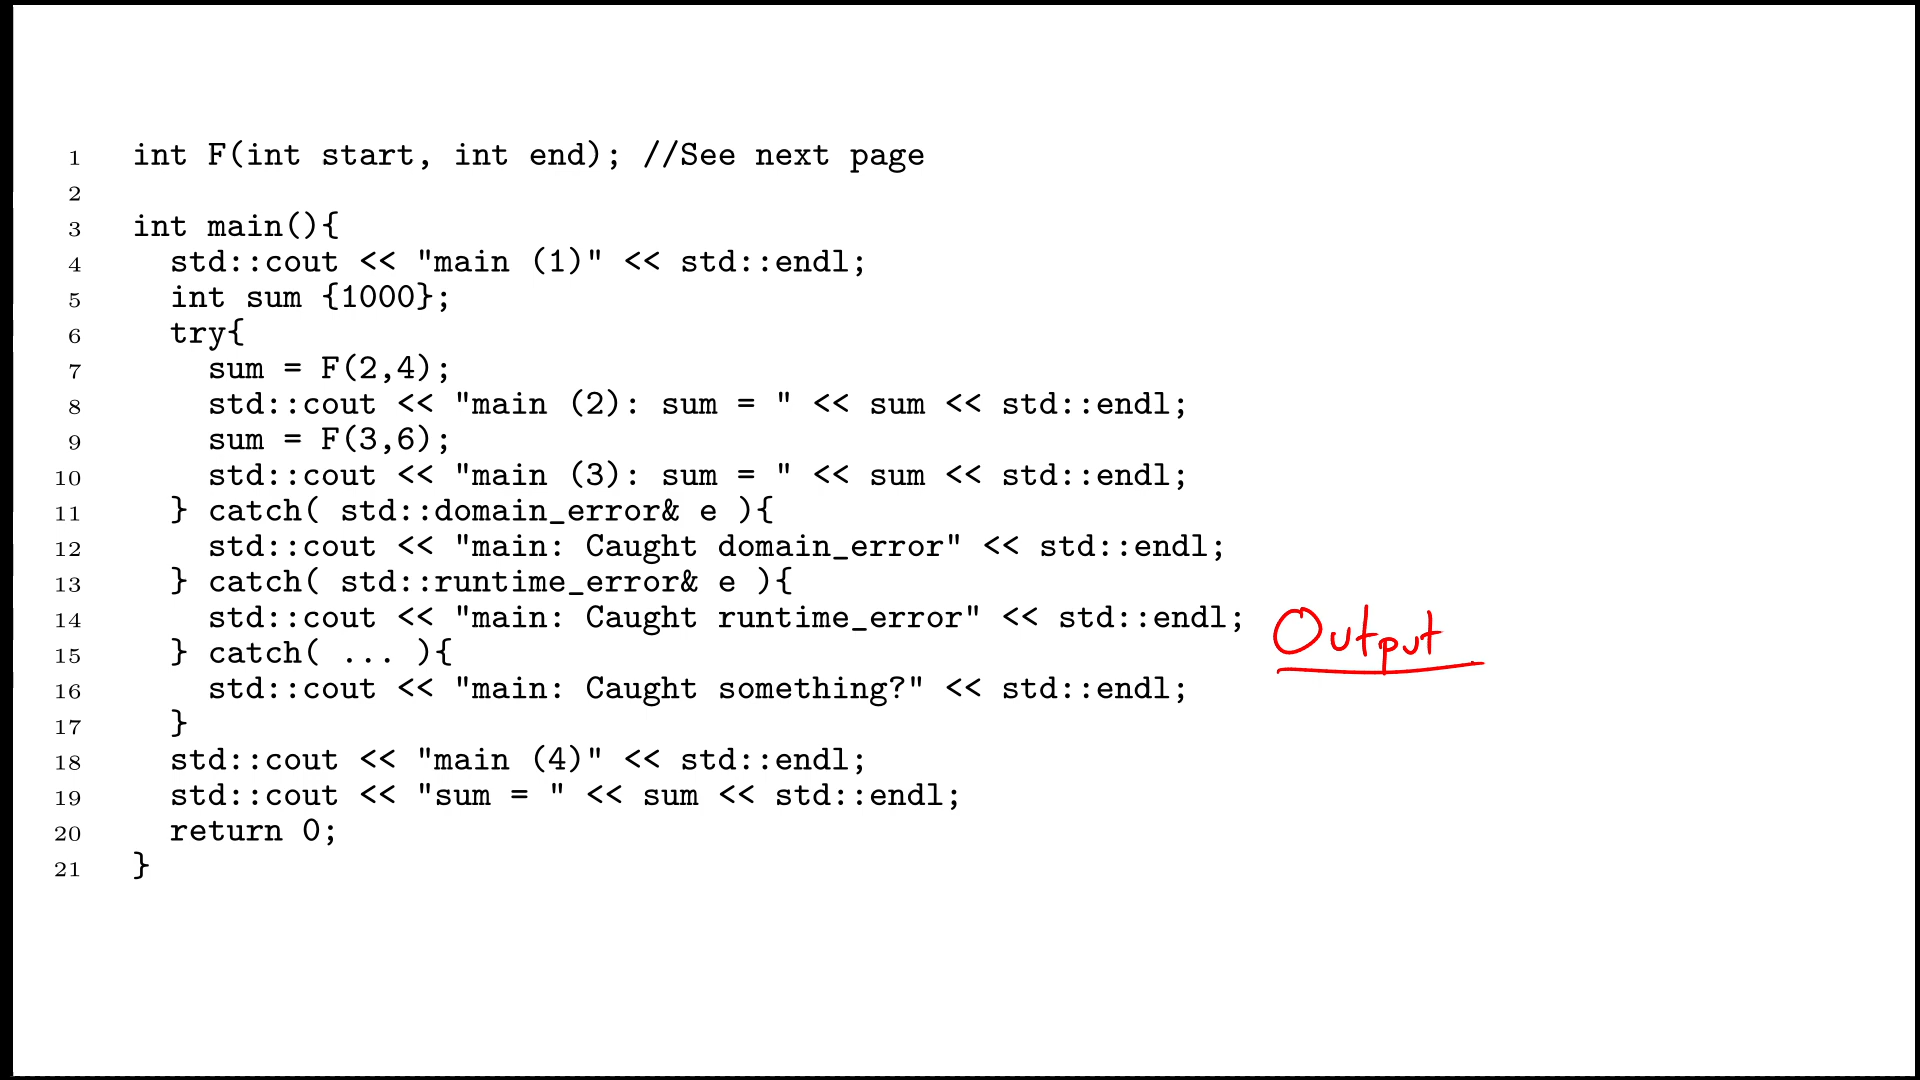 1 int F(int start, int end); //See next page
2
3 int main(){
4 std::cout << "main (1)" << std::endl;
5 int sum {1000};
6 try{
7 sum = F(2,4);
8 std::cout << "main (2): sum = " << sum << std::endl;
9 sum = F(3,6);
10 std::cout << "main (3): sum = " << sum << std::endl;
11 } catch( std::domain_error& e ){
12 std::cout << "main: Caught domain_error" << std::endl;
13 } catch( std::runtime_error& e ){
14 std::cout << "main: Caught runtime_error" << std::endl;
15 } catch( ... ){
16 std::cout << "main: Caught something?" << std::endl;
17 }
18 std::cout << "main (4)" << std::endl;
19 std::cout << "sum = " << sum << std::endl;
20 return 0;
21 }
Output